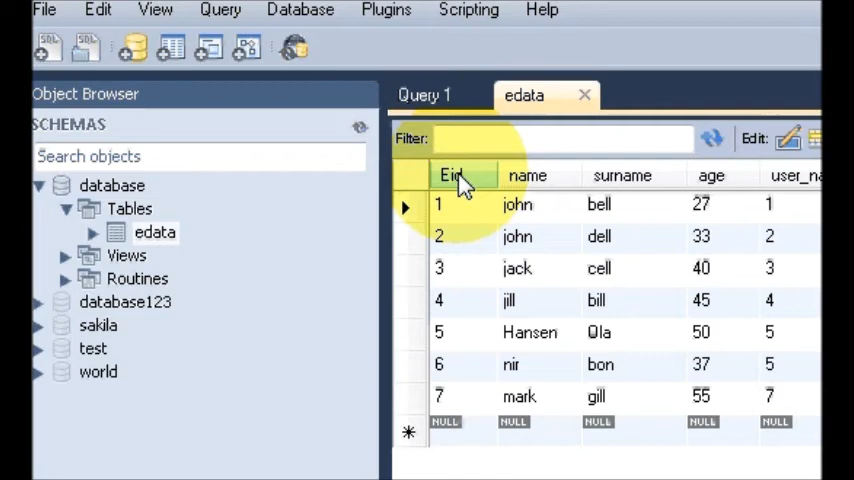 File Edit View Query Database Plugins Scripting Help
SQL SQL
Object Browser
Query 1 edata
SCHEMAS
Filter: Edit:
Search objects
Eid name surname age
database
Tables
edata
Views
Routines
database123
sakila
test
world
1 john bell 27 1
2 john dell 33 2
3 jack cell 40 3
4 jill bill 45 4
5 Hansen Ola 50 5
6 nir bon 37 5
7 mark gill 55 7
NULL NULL NULL NULL NULL